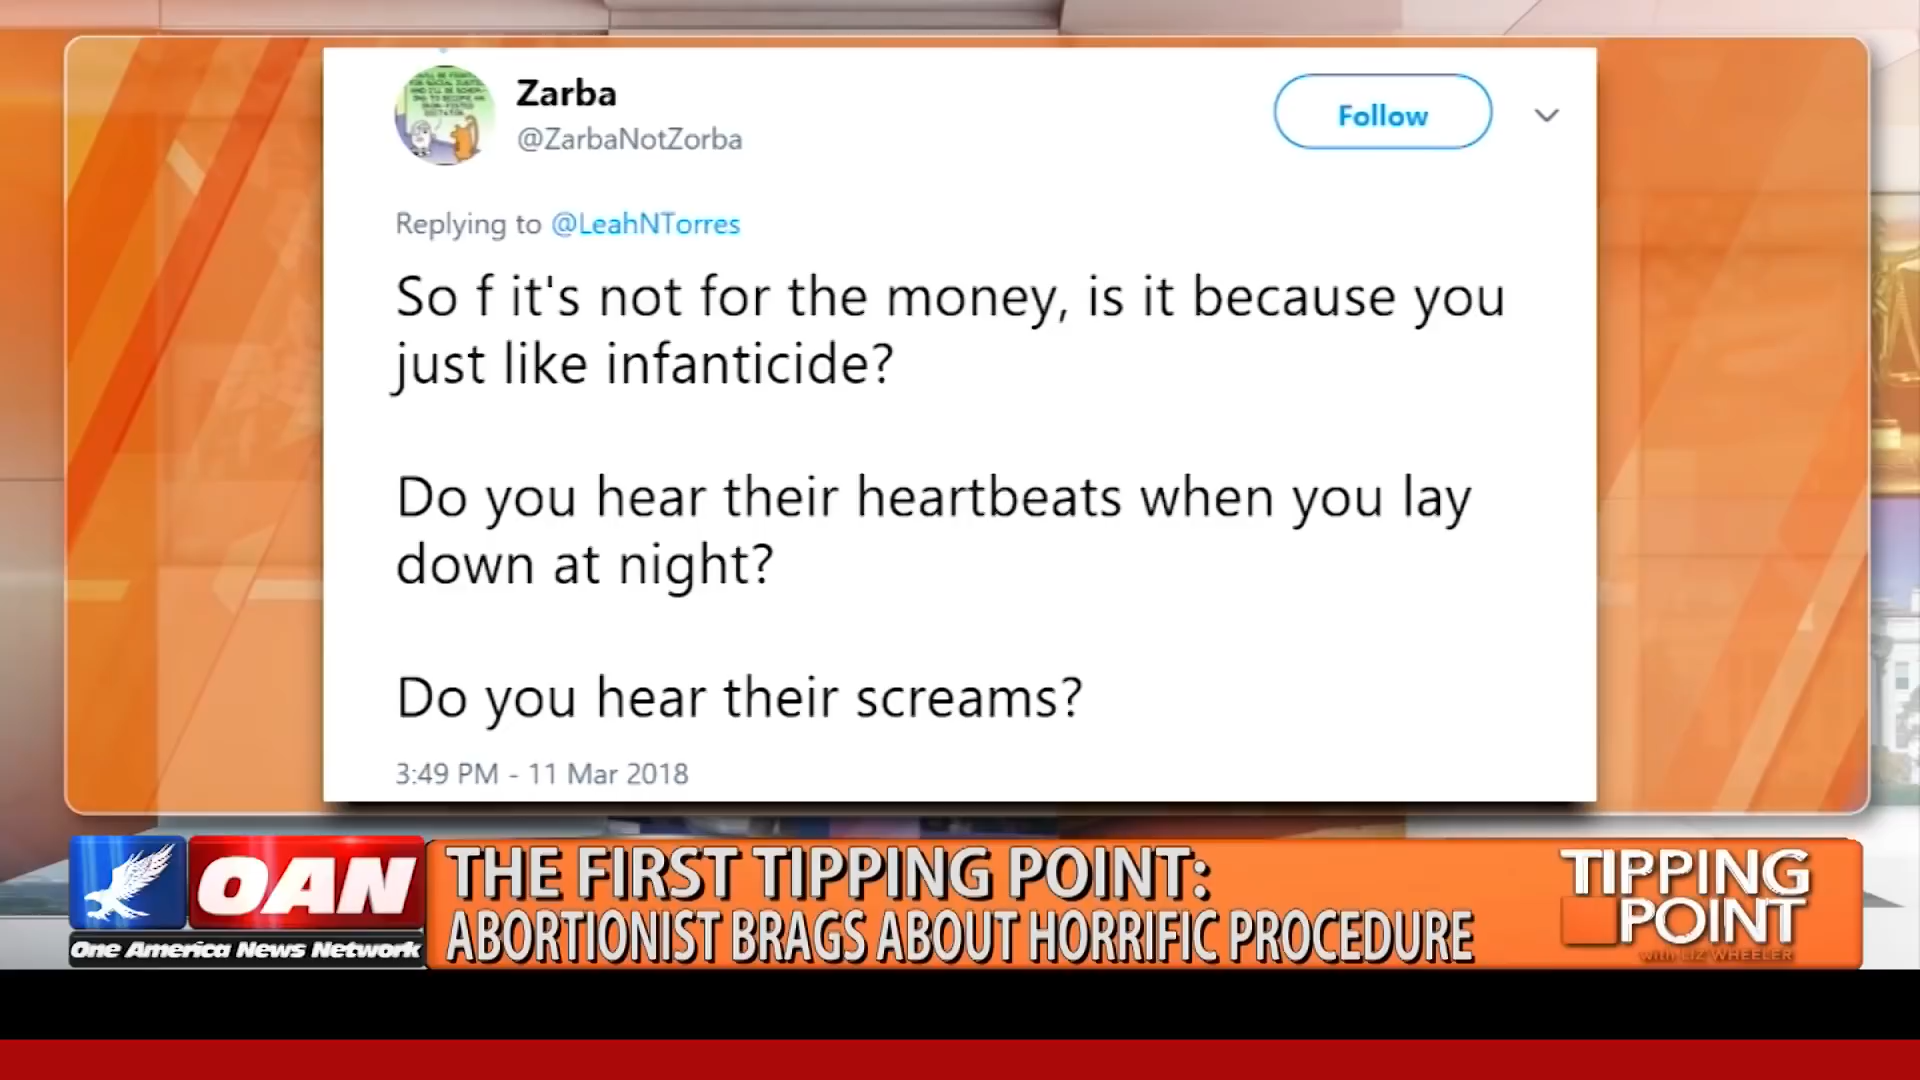 Zarba
@ZarbaNotZorba
Follow
Replying to @LeahNTorres
So f it's not for the money, is it because you
just like infanticide?
Do you hear their heartbeats when you lay
down at night?
Do you hear their screams?
3:49 PM - 11 Mar 2018
OAN
One America News Network
THE FIRST TIPPING POINT:
ABORTIONIST BRAGS ABOUT HORRIFIC PROCEDURE
TIPPING
POINT
with LIZ WHEELER